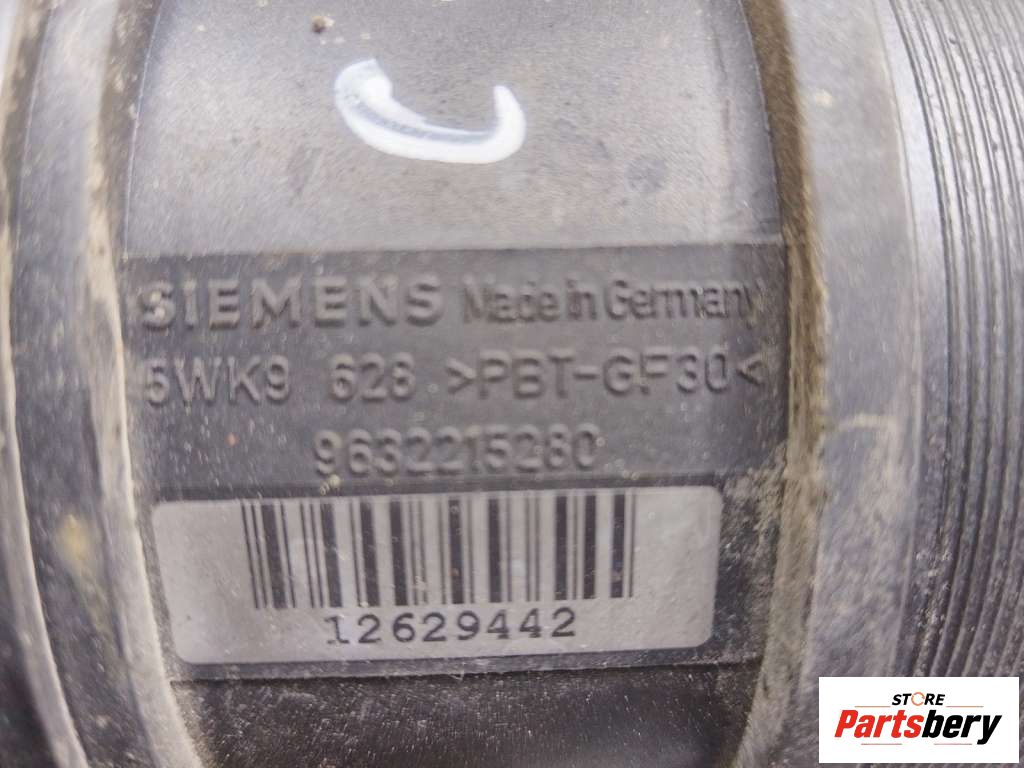 SIEMENS Made in Germany
5WK9 628 >PBT-GF30<
9632215280
12629442
STORE
Partsbery